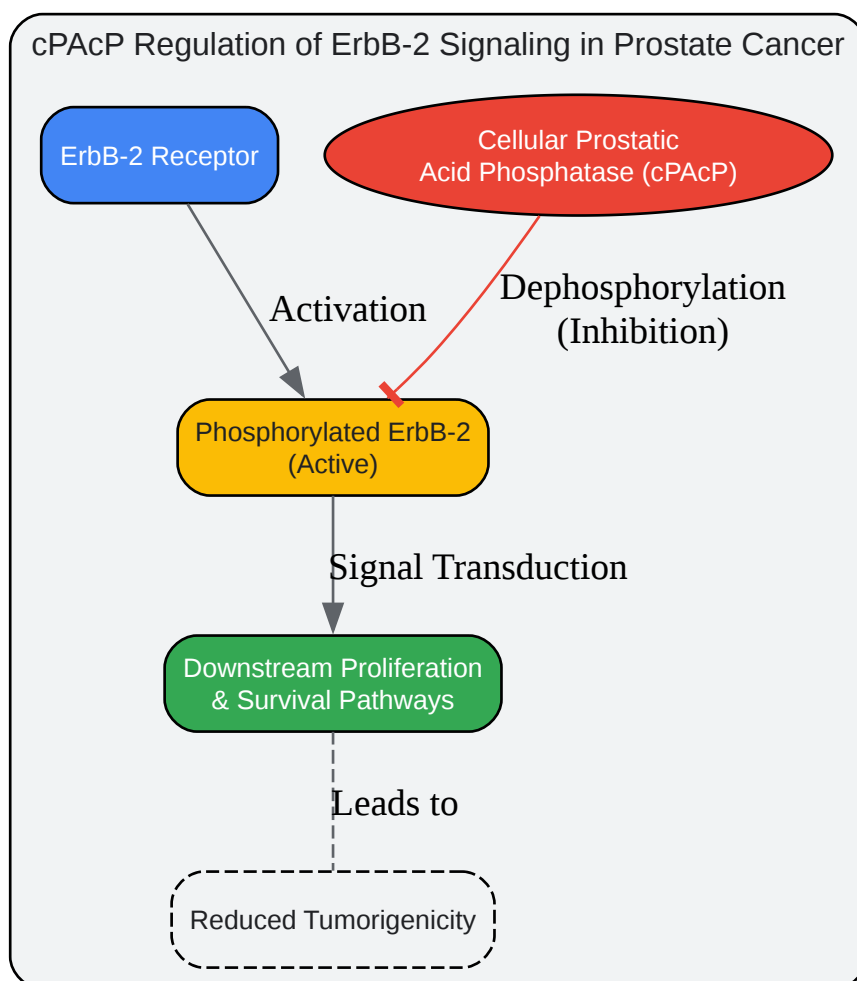 cPAcP Regulation of ErbB-2 Signaling in Prostate Cancer
ErbB-2 Receptor
Cellular Prostatic
Acid Phosphatase (cPAcP)
Activation
Dephosphorylation
(Inhibition)
Phosphorylated ErbB-2
(Active)
Signal Transduction
Downstream Proliferation
& Survival Pathways
Leads to
Reduced Tumorigenicity